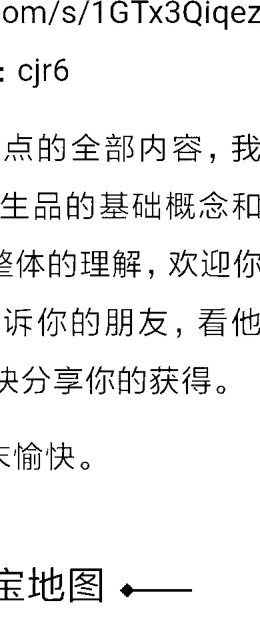 om/s/1GTx3Qiqez
: cjr6
点的全部内容，我
生品的基础概念和
整体的理解，欢迎你
诉你的朋友，看他
快分享你的获得。
末愉快。
宝地图